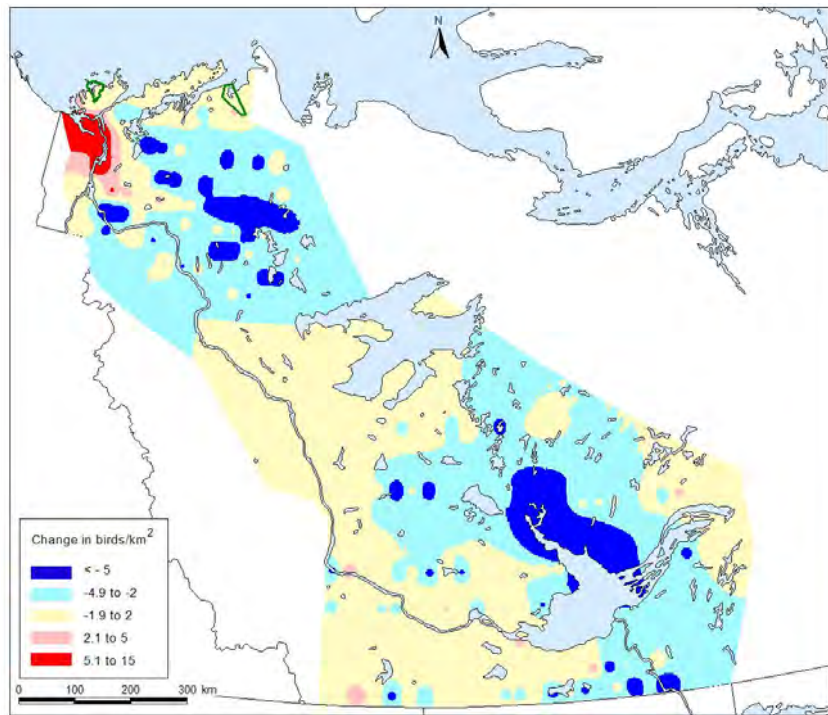 N
Change in birds/km²
< - 5
-4.9 to -2
-1.9 to 2
2.1 to 5
5.1 to 15
0 100 200 300 km